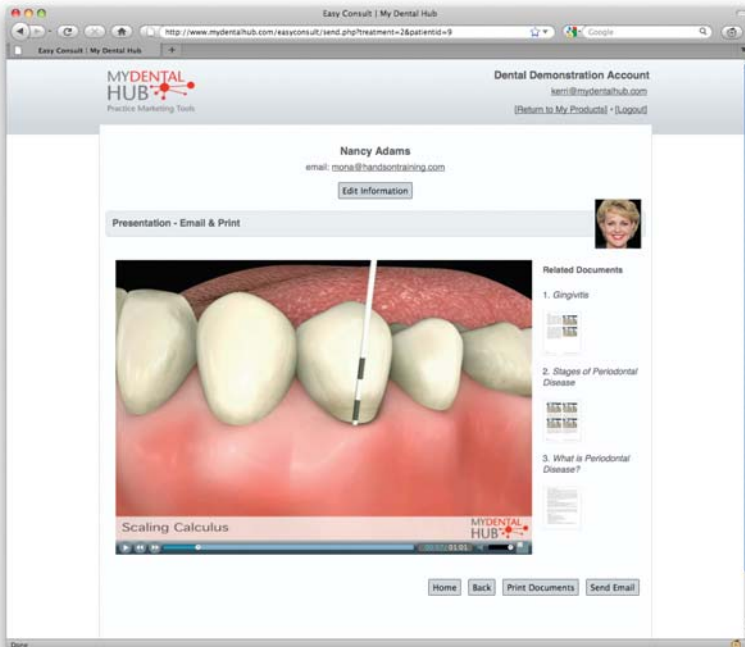 Easy Consult | My Dental Hub
http://www.mydentalhub.com/easyconsult/send.php?treatment=2&patientid=9
Google
Easy Consult | My Dental Hub
MYDENTAL
HUB
Practice Marketing Tools
Dental Demonstration Account
kerri@mydentalhub.com
[Return to My Products] • [Logout]
Nancy Adams
email: mona@handsontraining.com
Edit Information
Presentation - Email & Print
Related Documents
1. Gingivitis
2. Stages of Periodontal
Disease
3. What is Periodontal
Disease?
Scaling Calculus
MYDENTAL
HUB
01:01
Home Back Print Documents Send Email
Done